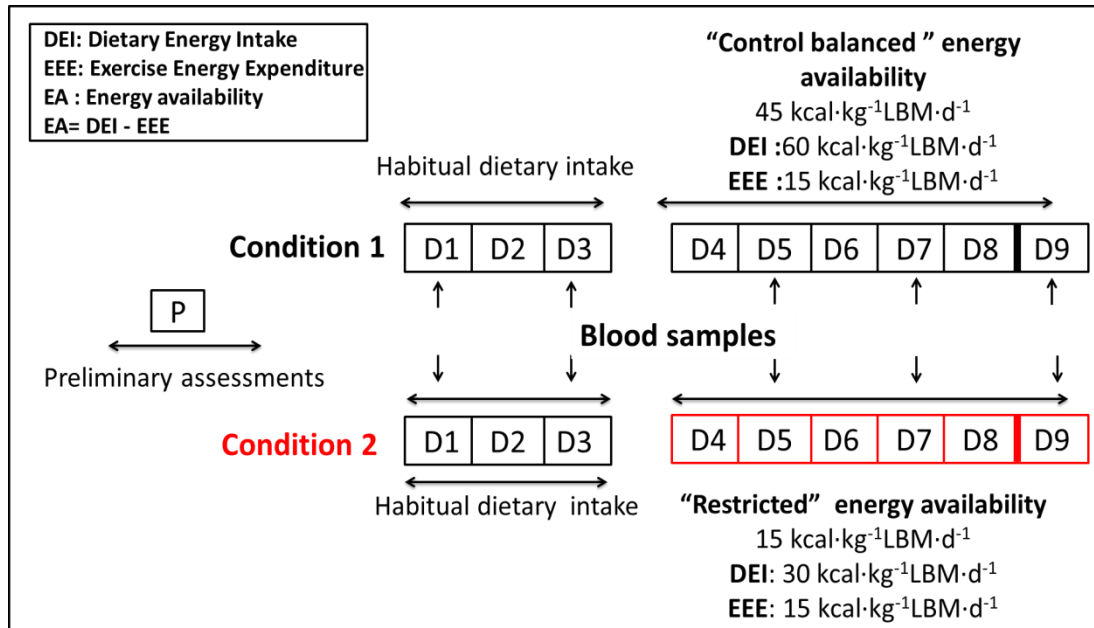 DEI: Dietary Energy Intake
EEE: Exercise Energy Expenditure
EA : Energy availability
EA= DEI - EEE
“Control balanced ” energy
availability
45 kcal·kg⁻¹LBM·d⁻¹
DEI :60 kcal·kg⁻¹LBM·d⁻¹
EEE :15 kcal·kg⁻¹LBM·d⁻¹
Habitual dietary intake
Condition 1 D1 D2 D3 D4 D5 D6 D7 D8 D9
P
Preliminary assessments
Blood samples
Condition 2 D1 D2 D3 D4 D5 D6 D7 D8 D9
Habitual dietary intake
“Restricted” energy availability
15 kcal·kg⁻¹LBM·d⁻¹
DEI: 30 kcal·kg⁻¹LBM·d⁻¹
EEE: 15 kcal·kg⁻¹LBM·d⁻¹